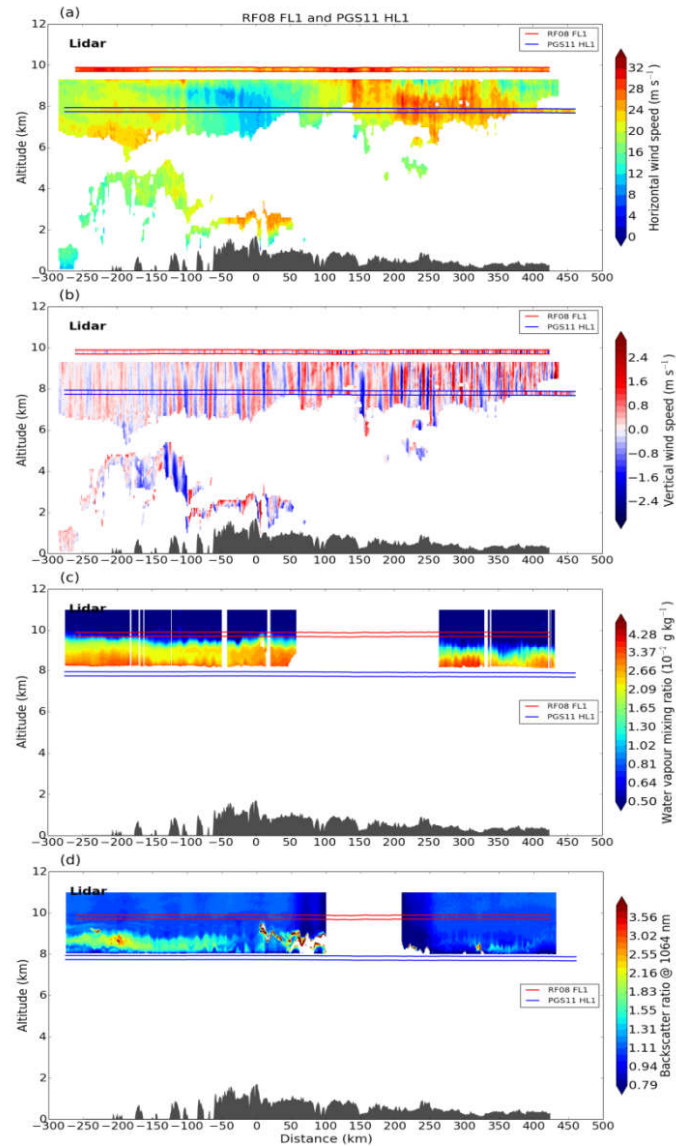 RF08 FL1 and PGS11 HL1
(a)
Lidar
RF08 FL1
PGS11 HL1
12
10
8
6
4
2
0
Altitude (km)
−300 −250 −200 −150 −100 −50 0 50 100 150 200 250 300 350 400 450 500
32
28
24
20
16
12
8
4
0
Horizontal wind speed (m s⁻¹)
(b)
Lidar
RF08 FL1
PGS11 HL1
12
10
8
6
4
2
0
Altitude (km)
−300 −250 −200 −150 −100 −50 0 50 100 150 200 250 300 350 400 450 500
2.4
1.6
0.8
0.0
−0.8
−1.6
−2.4
Vertical wind speed (m s⁻¹)
(c)
Lidar
RF08 FL1
PGS11 HL1
12
10
8
6
4
2
0
Altitude (km)
−300 −250 −200 −150 −100 −50 0 50 100 150 200 250 300 350 400 450 500
4.28
3.37
2.66
2.09
1.65
1.30
1.02
0.81
0.64
0.50
Water vapour mixing ratio (10⁻² g kg⁻¹)
(d)
Lidar
RF08 FL1
PGS11 HL1
12
10
8
6
4
2
0
Altitude (km)
−300 −250 −200 −150 −100 −50 0 50 100 150 200 250 300 350 400 450 500
Distance (km)
3.56
3.01
2.55
2.16
1.83
1.55
1.31
1.11
0.94
0.79
Backscatter ratio @ 1064 nm